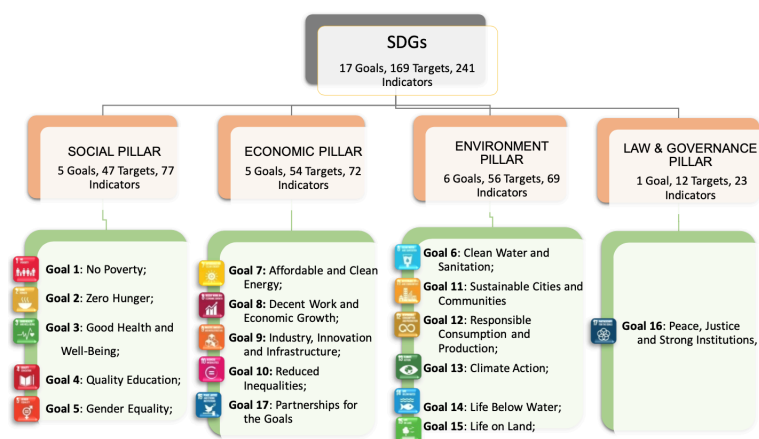 SDGs
17 Goals, 169 Targets, 241
Indicators
SOCIAL PILLAR
5 Goals, 47 Targets, 77
Indicators
ECONOMIC PILLAR
5 Goals, 54 Targets, 72
Indicators
ENVIRONMENT
PILLAR
6 Goals, 56 Targets, 69
Indicators
LAW & GOVERNANCE
PILLAR
1 Goal, 12 Targets, 23
Indicators
Goal 1: No Poverty;
Goal 2: Zero Hunger;
Goal 3: Good Health and
Well-Being;
Goal 4: Quality Education;
Goal 5: Gender Equality;
Goal 7: Affordable and Clean
Energy;
Goal 8: Decent Work and
Economic Growth;
Goal 9: Industry, Innovation
and Infrastructure;
Goal 10: Reduced
Inequalities;
Goal 17: Partnerships for
the Goals
Goal 6: Clean Water and
Sanitation;
Goal 11: Sustainable Cities and
Communities
Goal 12: Responsible
Consumption and
Production;
Goal 13: Climate Action;
Goal 14: Life Below Water;
Goal 15: Life on Land;
Goal 16: Peace, Justice
and Strong Institutions,